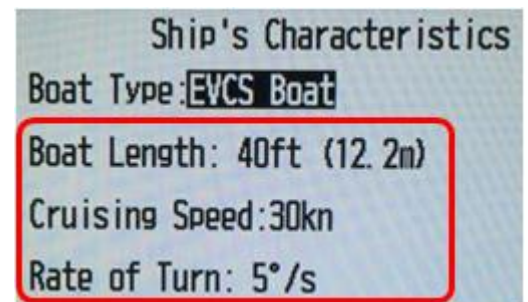 Ship's Characteristics
Boat Type:EVCS Boat
Boat Length: 40ft (12.2m)
Cruising Speed:30kn
Rate of Turn: 5°/s